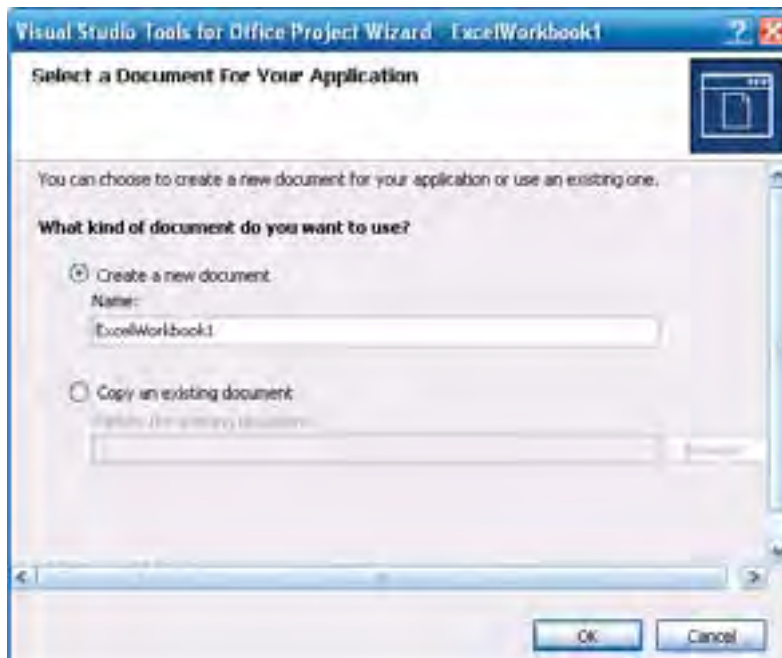 Visual Studio Tools for Office Project Wizard - ExcelWorkbook1
Select a Document For Your Application
You can choose to create a new document for your application or use an existing one.
What kind of document do you want to use?
Create a new document
Name:
ExcelWorkbook1
Copy an existing document
OK
Cancel